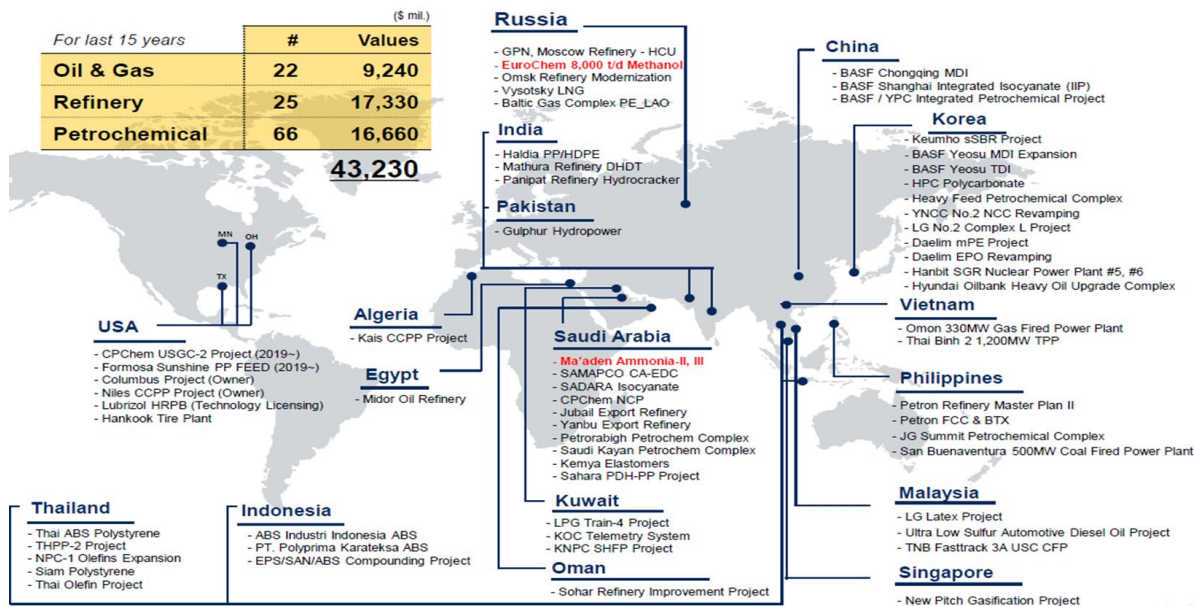 ($ mil.)
For last 15 years # Values
Oil & Gas 22 9,240
Refinery 25 17,330
Petrochemical 66 16,660
43,230
Russia
- GPN, Moscow Refinery - HCU
- EuroChem 8,000 t/d Methanol
- Omsk Refinery Modernization
- Vysotsky LNG
- Baltic Gas Complex PE_LAO
India
- Haldia PP/HDPE
- Mathura Refinery DHDT
- Panipat Refinery Hydrocracker
Pakistan
- Gulphur Hydropower
China
- BASF Chongqing MDI
- BASF Shanghai Integrated Isocyanate (IIP)
- BASF / YPC Integrated Petrochemical Project
Korea
- Keumho sSBR Project
- BASF Yeosu MDI Expansion
- BASF Yeosu TDI
- HPC Polycarbonate
- Heavy Feed Petrochemical Complex
- YNCC No.2 NCC Revamping
- LG No.2 Complex L Project
- Daelim mPE Project
- Daelim EPO Revamping
- Hanbit SGR Nuclear Power Plant #5, #6
- Hyundai Oilbank Heavy Oil Upgrade Complex
MN
OH
TX
USA
- CPChem USGC-2 Project (2019~)
- Formosa Sunshine PP FEED (2019~)
- Columbus Project (Owner)
- Niles CCPP Project (Owner)
- Lubrizol HRPB (Technology Licensing)
- Hankook Tire Plant
Algeria
- Kais CCPP Project
Egypt
- Midor Oil Refinery
Saudi Arabia
- Ma'aden Ammonia-II, III
- SAMAPCO CA-EDC
- SADARA Isocyanate
- CPChem NCP
- Jubail Export Refinery
- Yanbu Export Refinery
- Petrorabigh Petrochem Complex
- Saudi Kayan Petrochem Complex
- Kemya Elastomers
- Sahara PDH-PP Project
Vietnam
- Omon 330MW Gas Fired Power Plant
- Thai Binh 2 1,200MW TPP
Philippines
- Petron Refinery Master Plan II
- Petron FCC & BTX
- JG Summit Petrochemical Complex
- San Buenaventura 500MW Coal Fired Power Plant
Thailand
- Thai ABS Polystyrene
- THPP-2 Project
- NPC-1 Olefins Expansion
- Siam Polystyrene
- Thai Olefin Project
Indonesia
- ABS Industri Indonesia ABS
- PT. Polyprima Karateksa ABS
- EPS/SAN/ABS Compounding Project
Kuwait
- LPG Train-4 Project
- KOC Telemetry System
- KNPC SHFP Project
Oman
- Sohar Refinery Improvement Project
Malaysia
- LG Latex Project
- Ultra Low Sulfur Automotive Diesel Oil Project
- TNB Fasttrack 3A USC CFP
Singapore
- New Pitch Gasification Project